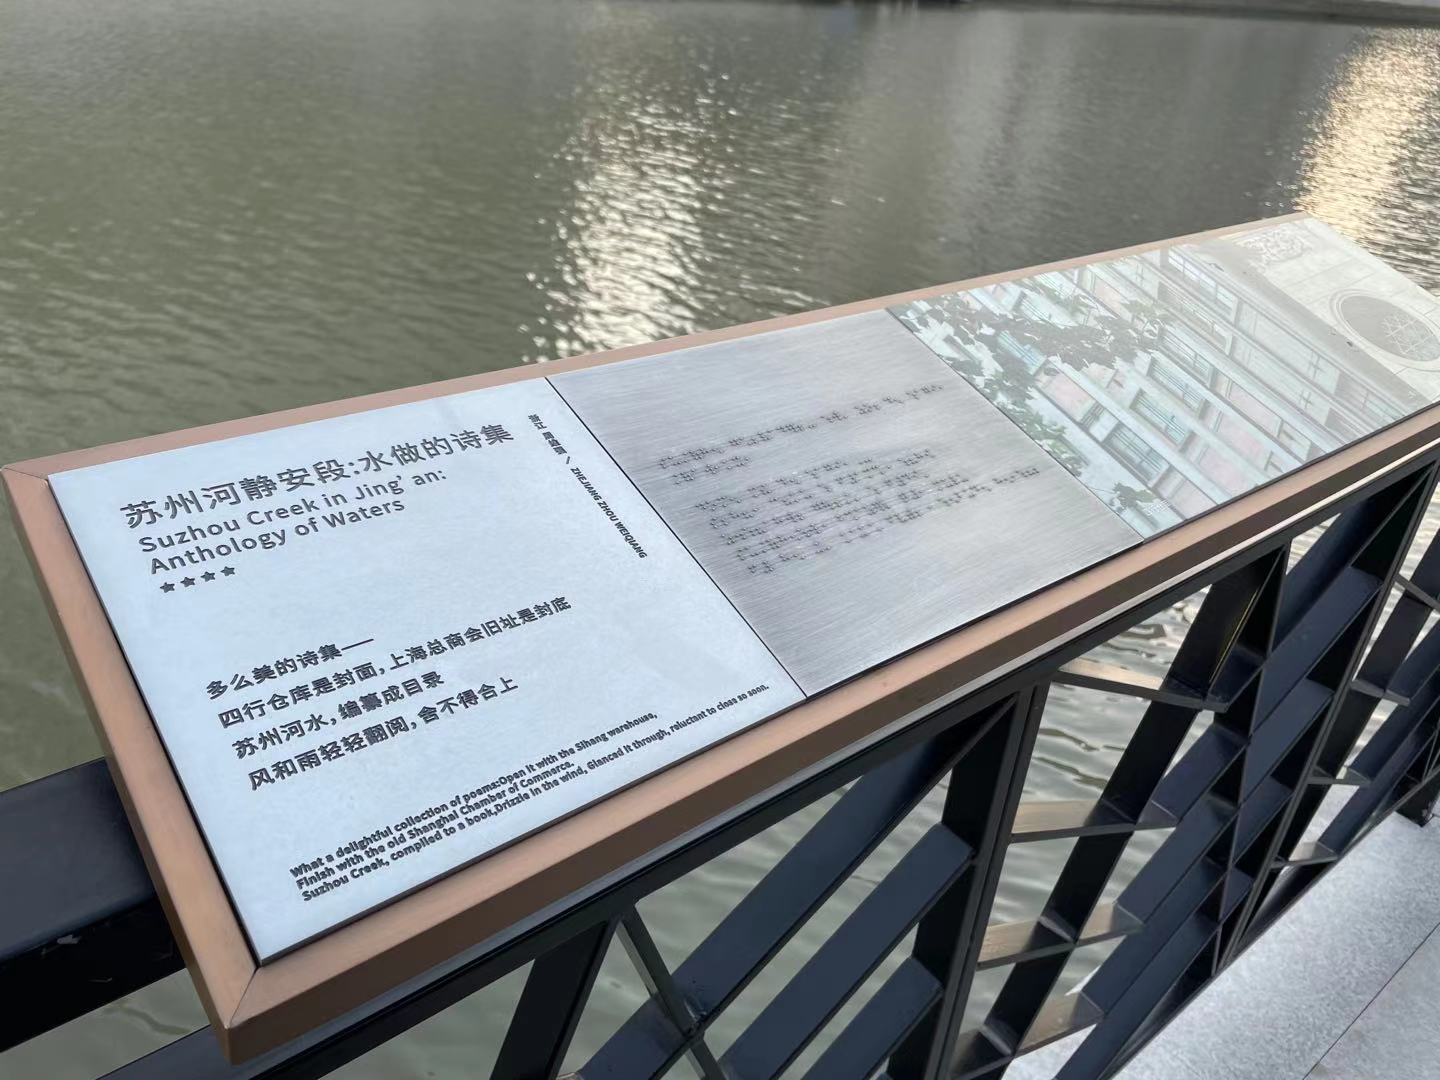 苏州河静安段:水做的诗集
Suzhou Creek in Jing' an:
Anthology of Waters
浙江 周维强 / ZHEJIANG ZHOU WEIQIANG
多么美的诗集——
四行仓库是封面,上海总商会旧址是封底
苏州河水,编纂成目录
风和雨轻轻翻阅,舍不得合上
What a delightful collection of poems:Open it with the Sihang warehouse,
Finish with the old Shanghai Chamber of Commerce.
Suzhou Creek, compiled to a book,Drizzle in the wind, Glanced it through, reluctant to close so soon.